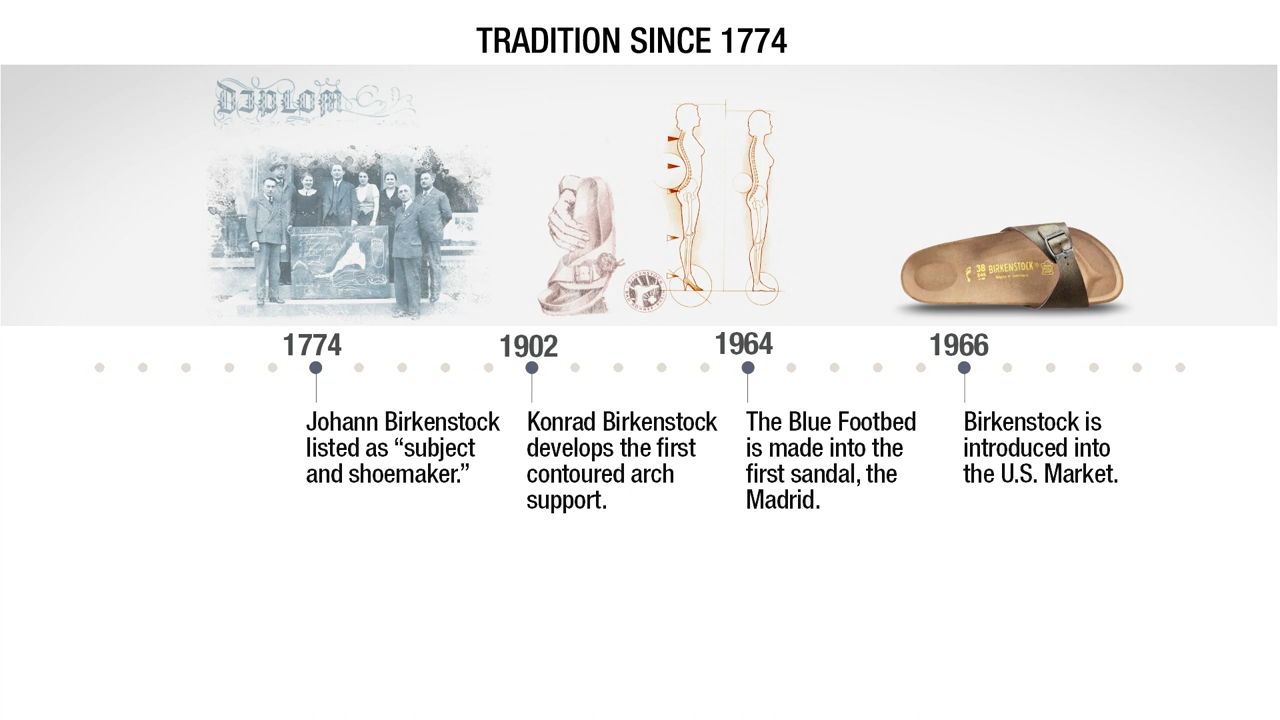 TRADITION SINCE 1774
Diplom
38
BIRKENSTOCK
1774
1902
1964
1966
Johann Birkenstock
listed as “subject
and shoemaker.”
Konrad Birkenstock
develops the first
contoured arch
support.
The Blue Footbed
is made into the
first sandal, the
Madrid.
Birkenstock is
introduced into
the U.S. Market.